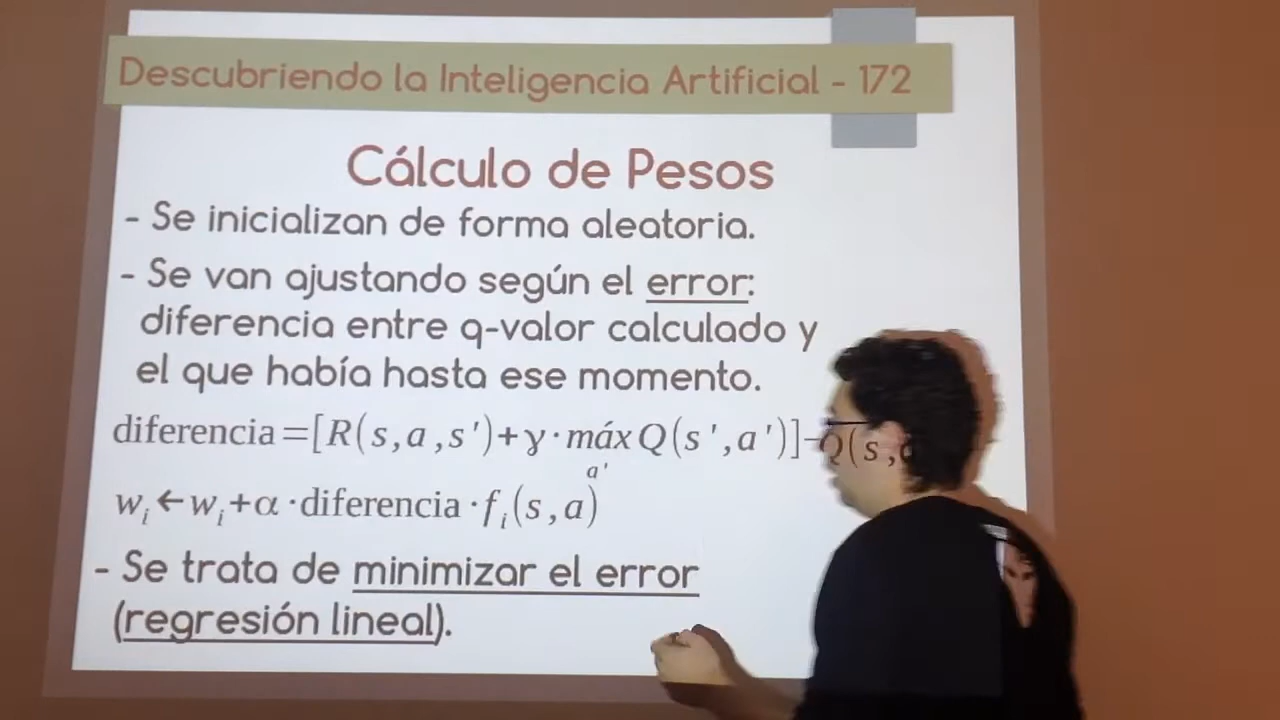 Descubriendo la Inteligencia Artificial - 172
Cálculo de Pesos
- Se inicializan de forma aleatoria.
- Se van ajustando según el error:
diferencia entre q-valor calculado y
el que había hasta ese momento.
diferencia=[R(s,a,s')+γ·máx Q(s',a')]-Q(s,
a'
wᵢ←wᵢ+α·diferencia·fᵢ(s,a)
- Se trata de minimizar el error
(regresión lineal).